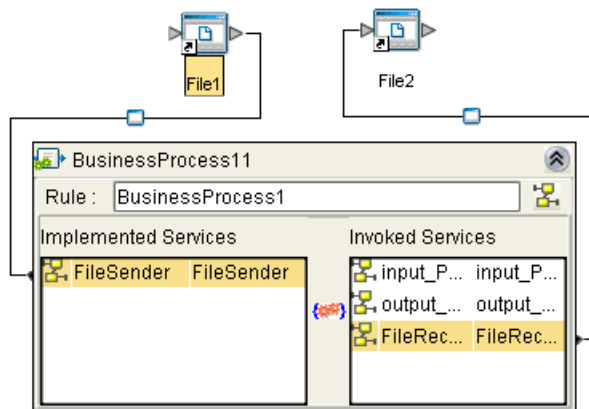 File1
File2
BusinessProcess11
Rule : BusinessProcess1
Implemented Services
Invoked Services
FileSender FileSender
input_P... input_P...
output_... output_...
FileRec... FileRec...